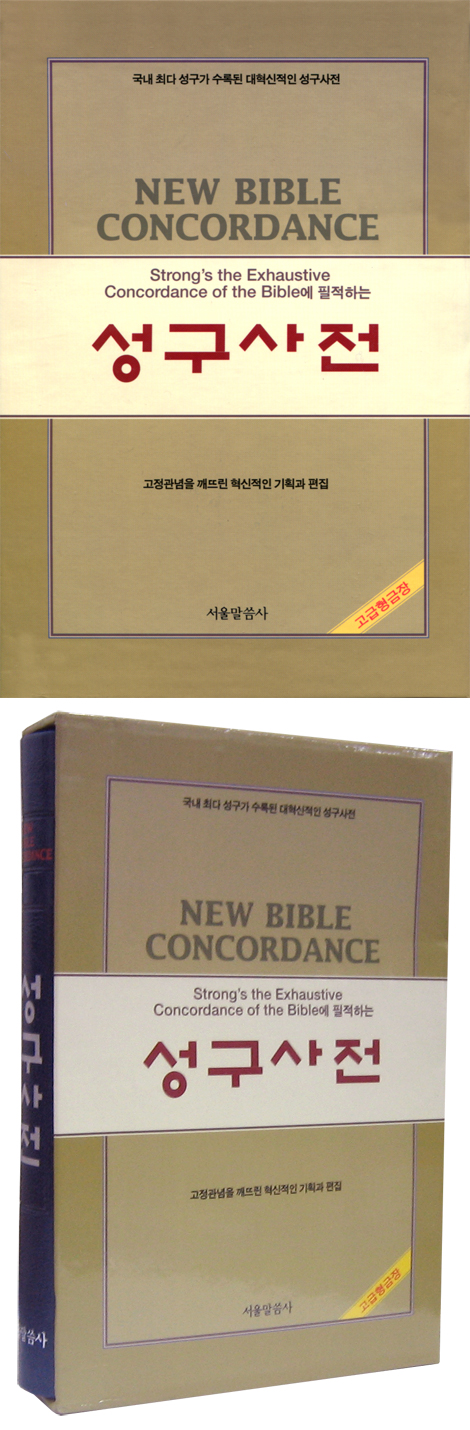 국내 최다 성구가 수록된 대혁신적인 성구사전
NEW BIBLE
CONCORDANCE
Strong's the Exhaustive
Concordance of the Bible에 필적하는
성구사전
고정관념을 깨뜨린 혁신적인 기획과 편집
고급형금장
서울말씀사
국내 최다 성구가 수록된 대혁신적인 성구사전
NEW BIBLE
CONCORDANCE
Strong's the Exhaustive
Concordance of the Bible에 필적하는
성구사전
고정관념을 깨뜨린 혁신적인 기획과 편집
고급형금장
서울말씀사
BIBLE
성구사전
말씀사